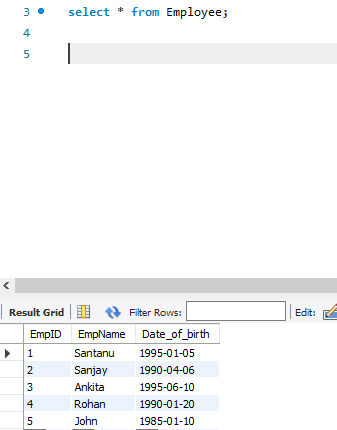 3 select * from Employee;
4
5
Result Grid Filter Rows: Edit:
EmpID EmpName Date_of_birth
1 Santanu 1995-01-05
2 Sanjay 1990-04-06
3 Ankita 1995-06-10
4 Rohan 1990-01-20
5 John 1985-01-10